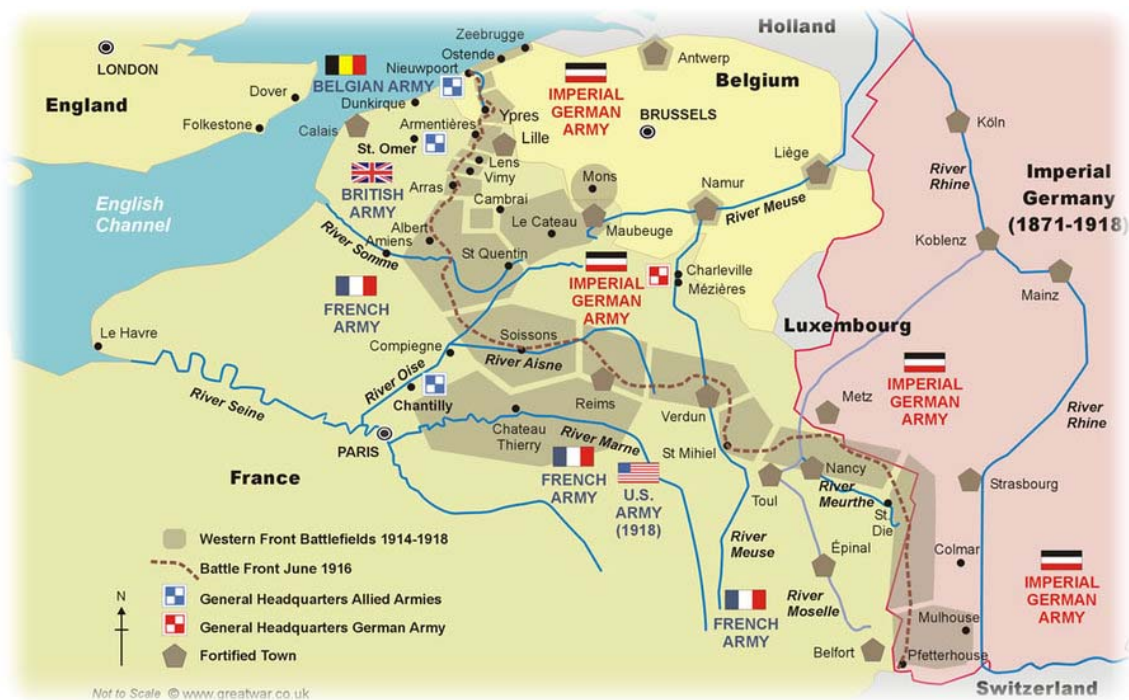 Holland
Zeebrugge
Ostende
Antwerp
LONDON
Nieuwpoort
Belgium
England
Dover
BELGIAN ARMY
IMPERIAL
GERMAN
ARMY
Dunkirque
Ypres
BRUSSELS
Köln
Folkestone
Calais
Armentières
Lille
St. Omer
Liège
River
Rhine
Imperial
Germany
(1871-1918)
Lens
Vimy
Mons
Namur
BRITISH
ARMY
Arras
Cambrai
River Meuse
English
Channel
Le Cateau
Maubeuge
Koblenz
Albert
Amiens
River Somme
St Quentin
Charleville
Mézières
Mainz
FRENCH
ARMY
IMPERIAL
GERMAN
ARMY
Luxembourg
Le Havre
Soissons
Compiegne
River Aisne
IMPERIAL
GERMAN
ARMY
River Oise
River Seine
Chantilly
Reims
Verdun
Metz
River
Rhine
Chateau
Thierry
River Marne
PARIS
St Mihiel
France
FRENCH
ARMY
U.S.
ARMY
(1918)
Nancy
Toul
River
Meurthe
Strasbourg
St
Die
River
Meuse
Épinal
Colmar
Western Front Battlefields 1914-1918
Battle Front June 1916
N
General Headquarters Allied Armies
General Headquarters German Army
Fortified Town
River
Moselle
IMPERIAL
GERMAN
ARMY
FRENCH
ARMY
Mulhouse
Belfort
Pfetterhouse
Switzerland
Not to Scale © www.greatwar.co.uk